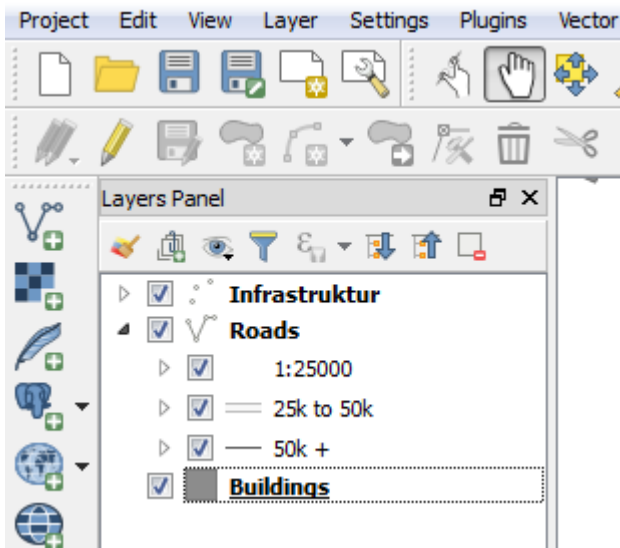 Project Edit View Layer Settings Plugins Vector
Layers Panel
Infrastruktur
Roads
1:25000
25k to 50k
50k +
Buildings